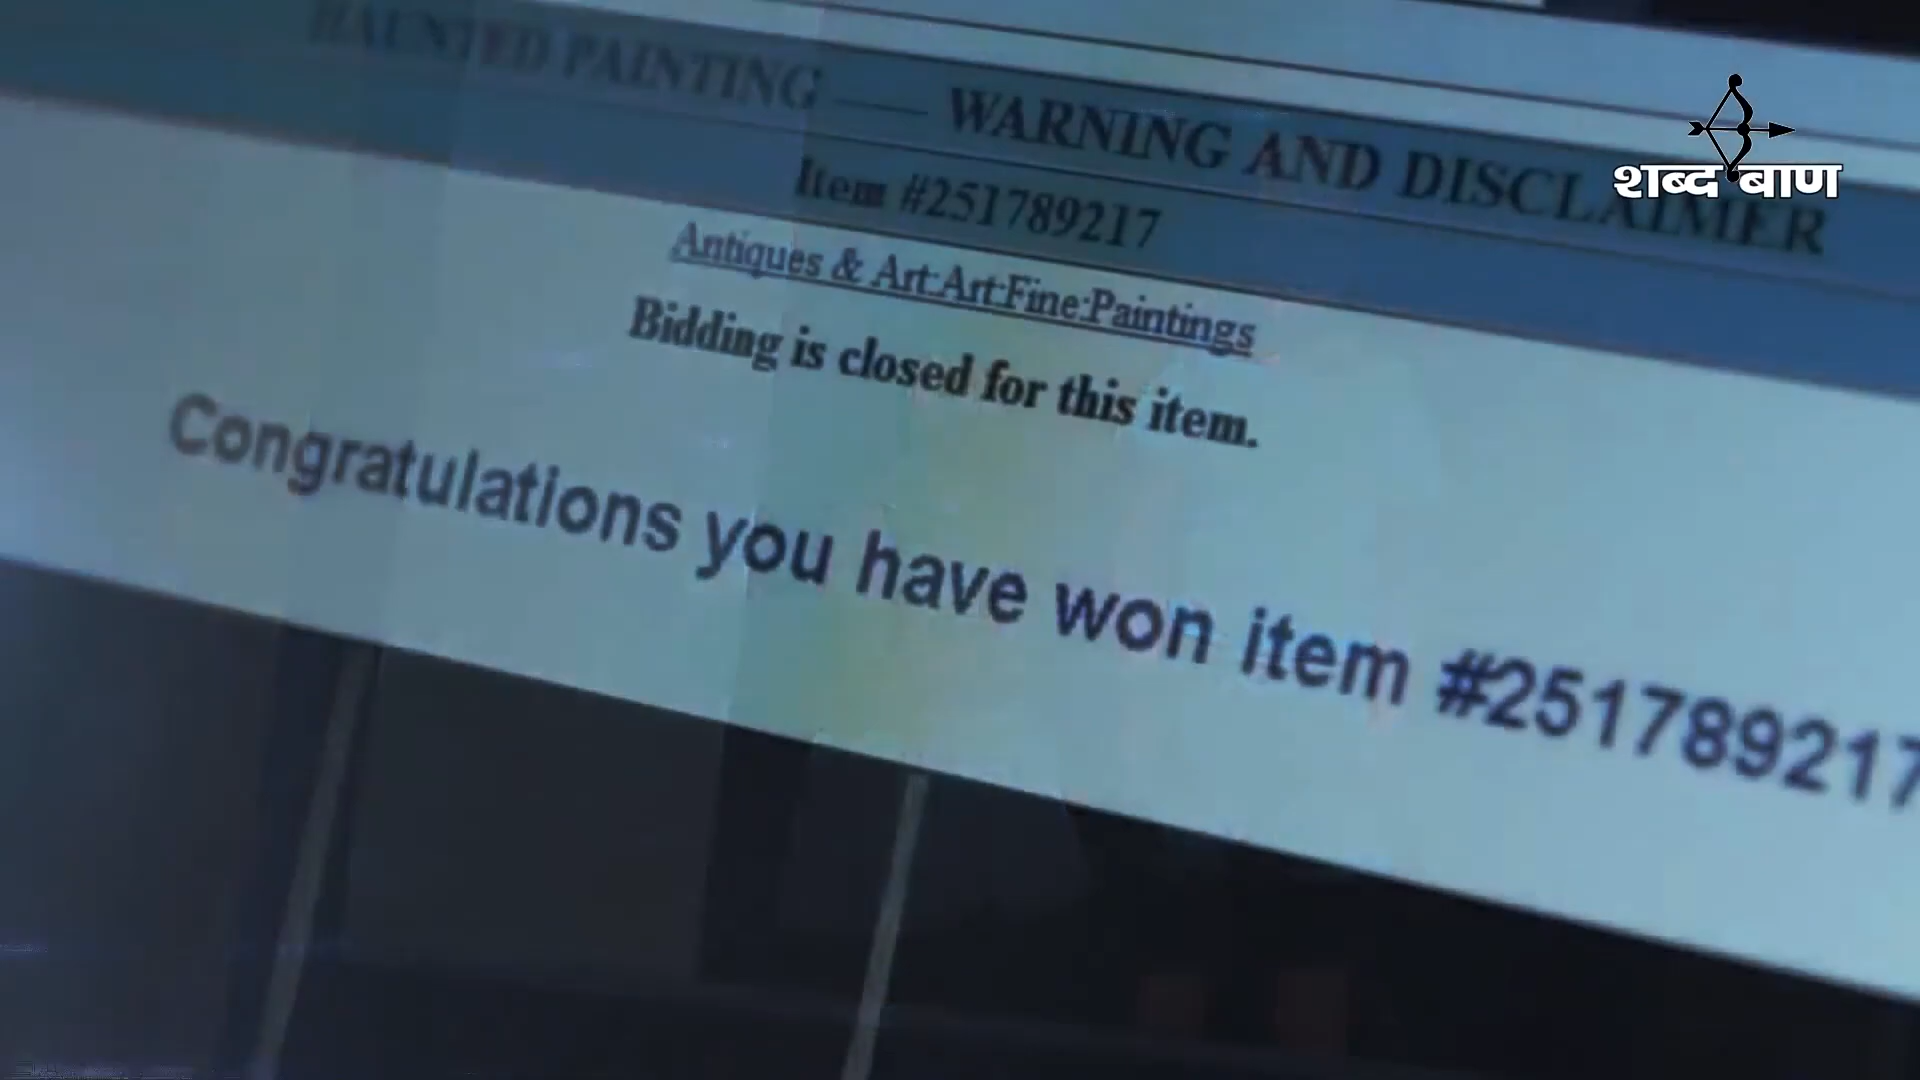 HAUNTED PAINTING —— WARNING AND DISCLAIMER
Item #251789217
Antiques & Art:Art:Fine:Paintings
Bidding is closed for this item.
Congratulations you have won item #251789217
शब्द बाण